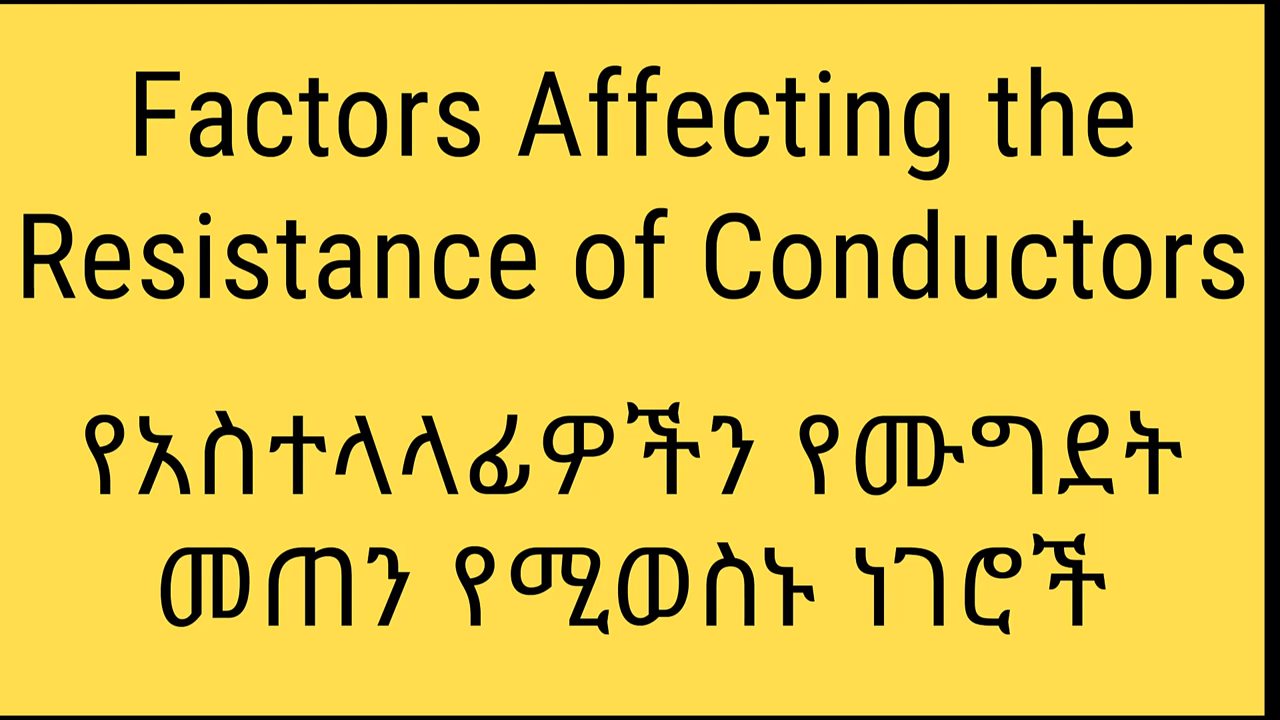 Factors Affecting the
Resistance of Conductors
የአስተላላፊዎችን የሙግደት
መጠን የሚወስኑ ነገሮች